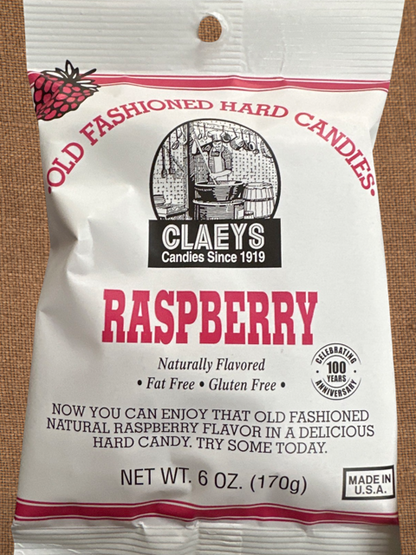 •OLD FASHIONED HARD CANDIES•
CLAEYS
Candies Since 1919
RASPBERRY
Naturally Flavored
• Fat Free • Gluten Free •
CELEBRATING
100
YEARS
ANNIVERSARY
NOW YOU CAN ENJOY THAT OLD FASHIONED
NATURAL RASPBERRY FLAVOR IN A DELICIOUS
HARD CANDY. TRY SOME TODAY.
NET WT. 6 OZ. (170g)
MADE IN
U.S.A.